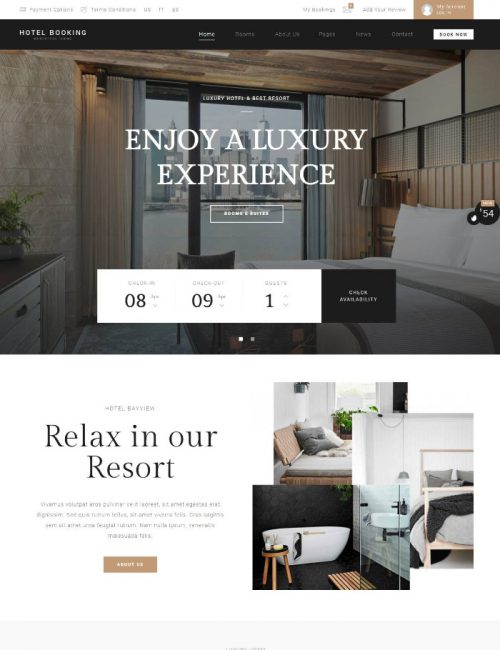 Payment Options Terms Conditions US IT ES My Bookings Add Your Review My Account
LOG IN
HOTEL BOOKING
Home Rooms About Us Pages News Contact BOOK NOW
LUXURY HOTEL & BEST RESORT
ENJOY A LUXURY
EXPERIENCE
ROOMS & SUITES
$54
CHECK-IN CHECK-OUT GUESTS
08 Apr 09 Apr 1
CHECK
AVAILABILITY
HOTEL BAYVIEW
Relax in our
Resort
Vivamus volutpat eros pulvinar velit laoreet, sit amet egestas erat
dignissim. Sed quis rutrum tellus, sit amet viverra felis. Cras sagittis
sem sit amet urna feugiat rutrum. Nam nulla ipsum, venenatis
malesuada felis.
ABOUT US